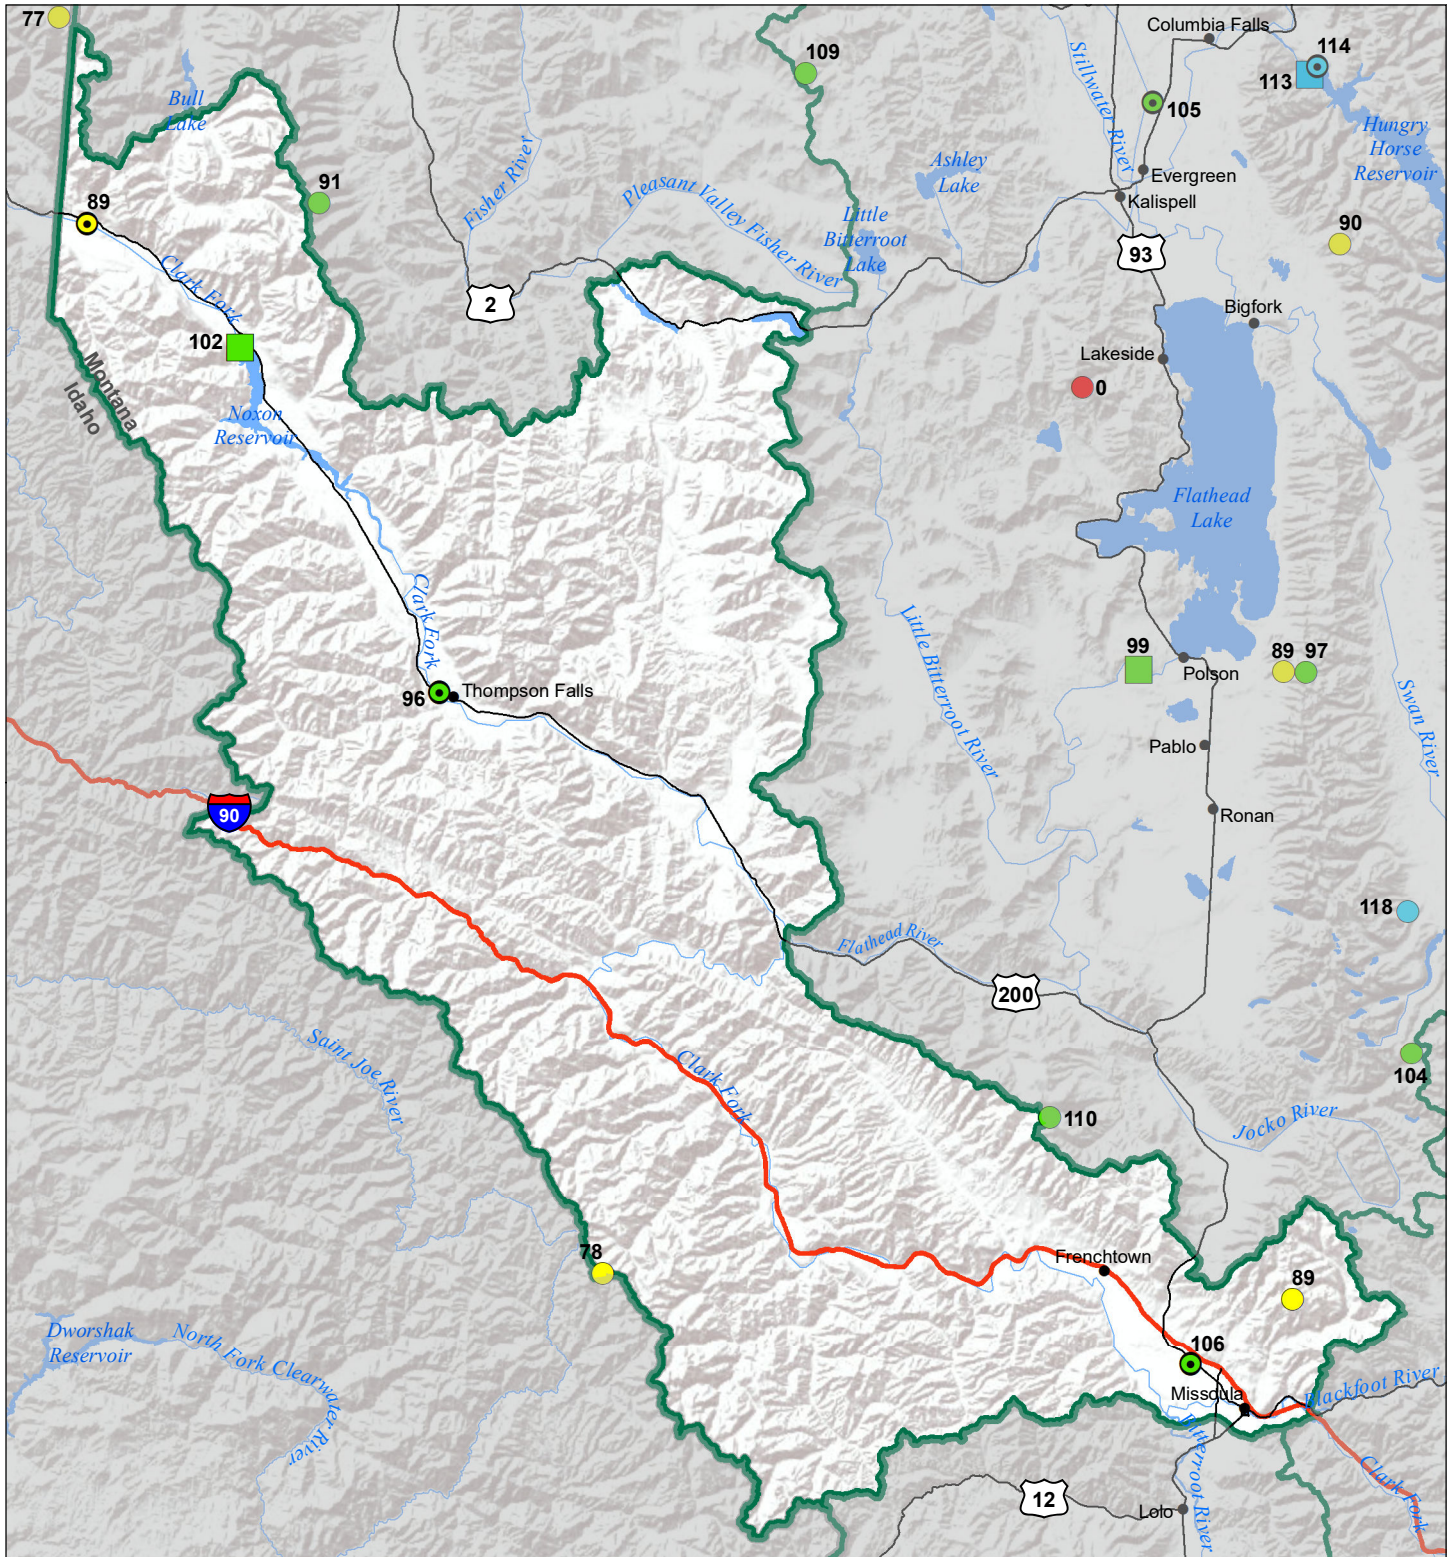 77
109
Columbia Falls
114
113
Stillwater River
105
Bull
Lake
Hungry
Horse
Reservoir
Fisher River
Ashley
Lake
Evergreen
91
Pleasant Valley Fisher River
Kalispell
89
Little
Bitterroot
Lake
90
93
Clark Fork
2
Bigfork
102
Lakeside
Montana
Idaho
0
Noxon
Reservoir
Flathead
Lake
Clark Fork
Little Bitterroot River
99
89
97
Polson
96
Thompson Falls
Swan River
Pablo
90
Ronan
118
Flathead River
200
Saint Joe River
Clark Fork
104
110
Jocko River
78
Frenchtown
89
Dworshak
Reservoir
North Fork Clearwater
River
106
Missoula
Blackfoot River
Bitterroot River
Clark Fork
12
Lolo